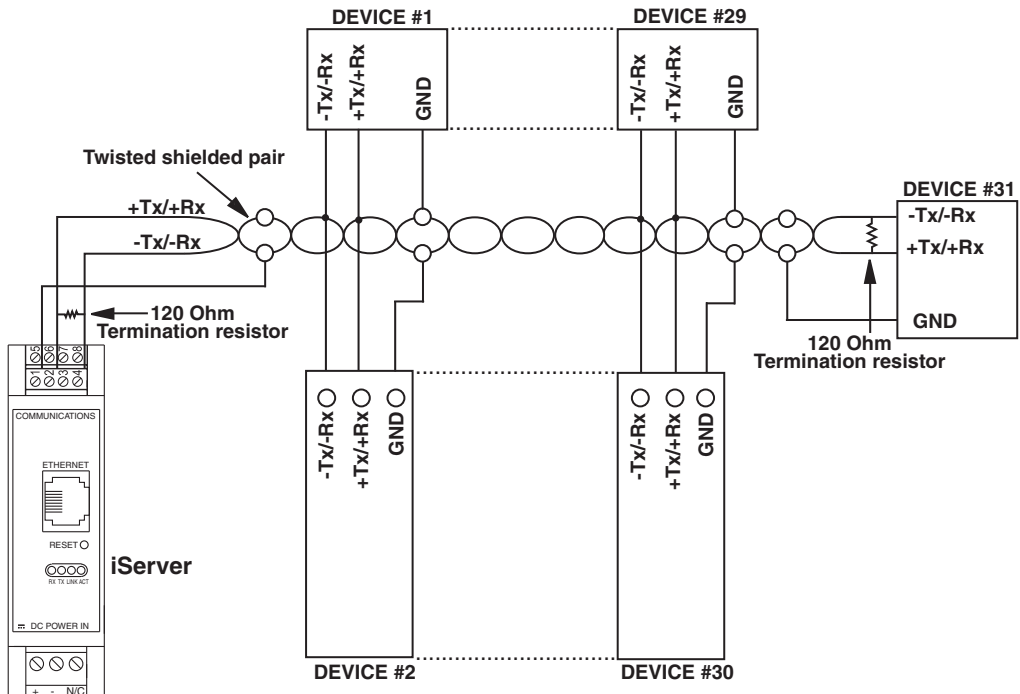 DEVICE #1
DEVICE #29
-Tx/-Rx
+Tx/+Rx
GND
-Tx/-Rx
+Tx/+Rx
GND
Twisted shielded pair
DEVICE #31
+Tx/+Rx
-Tx/-Rx
-Tx/-Rx
+Tx/+Rx
GND
120 Ohm
Termination resistor
120 Ohm
Termination resistor
5 6 7 8
1 2 3 4
COMMUNICATIONS
ETHERNET
RESET
RX TX LINK ACT
iServer
DC POWER IN
+ - N/C
-Tx/-Rx
+Tx/+Rx
GND
-Tx/-Rx
+Tx/+Rx
GND
DEVICE #2
DEVICE #30